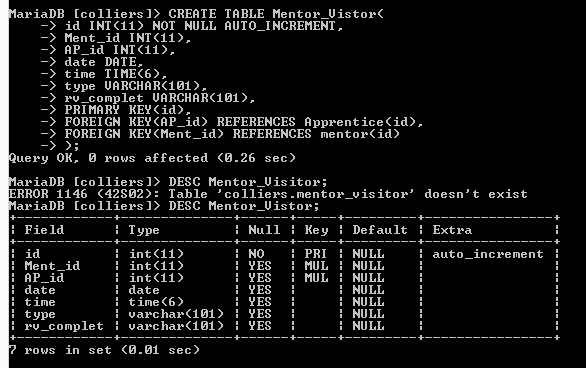 MariaDB [colliers]> CREATE TABLE Mentor_Vistor(
    -> id INT(11) NOT NULL AUTO_INCREMENT,
    -> Ment_id INT(11),
    -> AP_id INT(11),
    -> date DATE,
    -> time TIME(6),
    -> type VARCHAR(101),
    -> rv_complet VARCHAR(101),
    -> PRIMARY KEY(id),
    -> FOREIGN KEY(AP_id) REFERENCES Apprentice(id),
    -> FOREIGN KEY(Ment_id) REFERENCES mentor(id)
    -> );
Query OK, 0 rows affected (0.26 sec)
MariaDB [colliers]> DESC Mentor_Visitor;
ERROR 1146 (42S02): Table 'colliers.mentor_visitor' doesn't exist
MariaDB [colliers]> DESC Mentor_Vistor;
+------------+--------------+------+-----+---------+----------------+
| Field      | Type         | Null | Key | Default | Extra          |
+------------+--------------+------+-----+---------+----------------+
| id         | int(11)      | NO   | PRI | NULL    | auto_increment |
| Ment_id    | int(11)      | YES  | MUL | NULL    |                |
| AP_id      | int(11)      | YES  | MUL | NULL    |                |
| date       | date         | YES  |     | NULL    |                |
| time       | time(6)      | YES  |     | NULL    |                |
| type       | varchar(101) | YES  |     | NULL    |                |
| rv_complet | varchar(101) | YES  |     | NULL    |                |
+------------+--------------+------+-----+---------+----------------+
7 rows in set (0.01 sec)